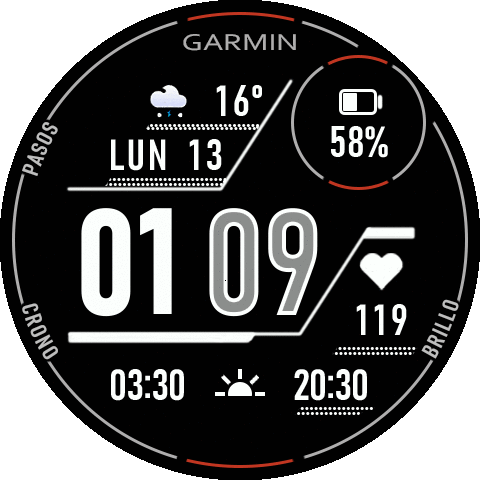 GARMIN
16°
58%
LUN 13
PASOS
01 09
119
CRONO
BRILLO
03:30
20:30